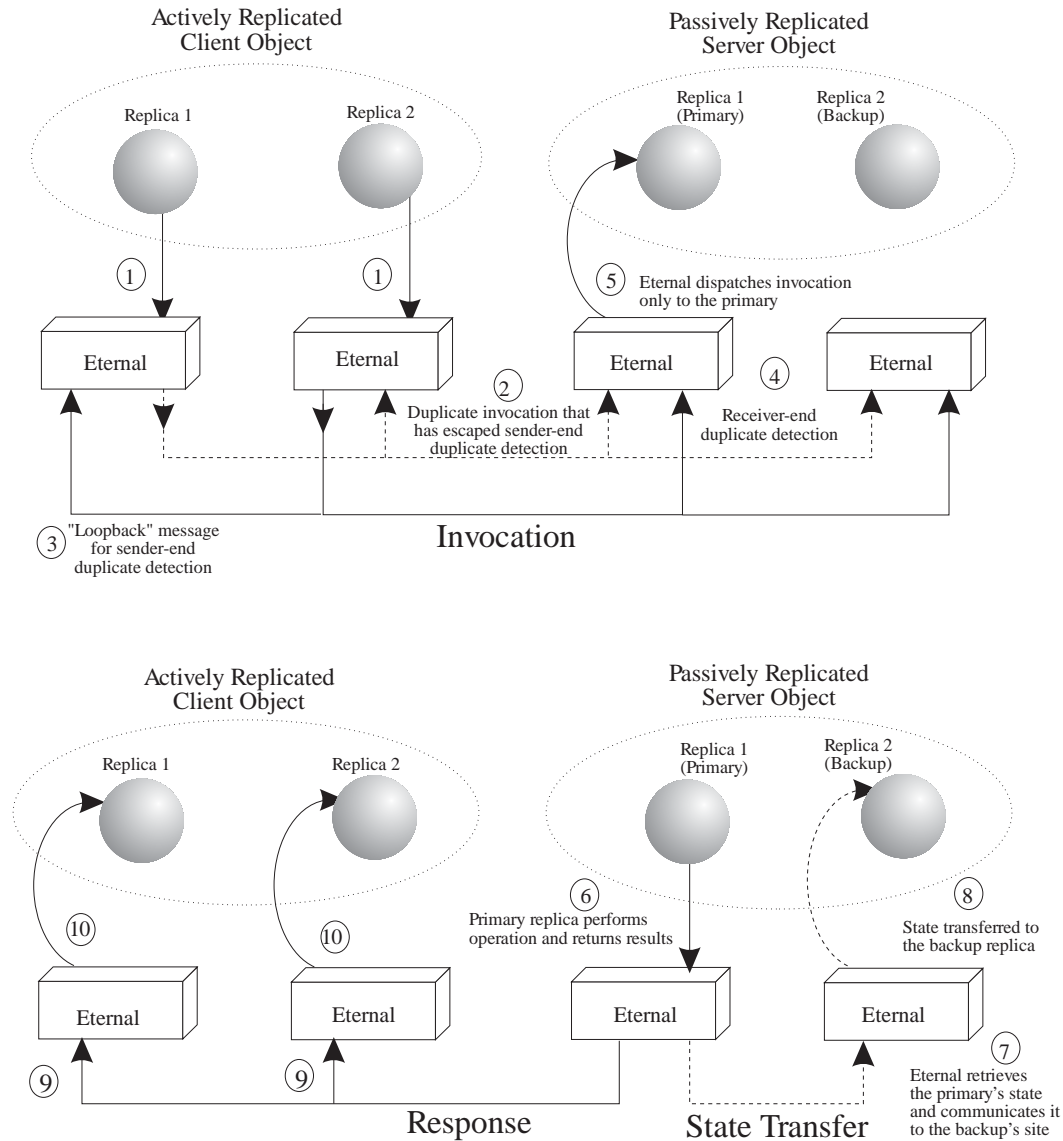 Actively Replicated
Client Object
Passively Replicated
Server Object
Replica 1
Replica 2
Replica 1
(Primary)
Replica 2
(Backup)
1
1
5
Eternal dispatches invocation
only to the primary
Eternal
Eternal
Eternal
Eternal
2
Duplicate invocation that
has escaped sender-end
duplicate detection
4
Receiver-end
duplicate detection
3
"Loopback" message
for sender-end
duplicate detection
Invocation
Actively Replicated
Client Object
Passively Replicated
Server Object
Replica 1
Replica 2
Replica 1
(Primary)
Replica 2
(Backup)
10
10
6
Primary replica performs
operation and returns results
8
State transferred to
the backup replica
Eternal
Eternal
Eternal
Eternal
9
9
7
Eternal retrieves
the primary's state
and communicates it
to the backup's site
Response
State Transfer